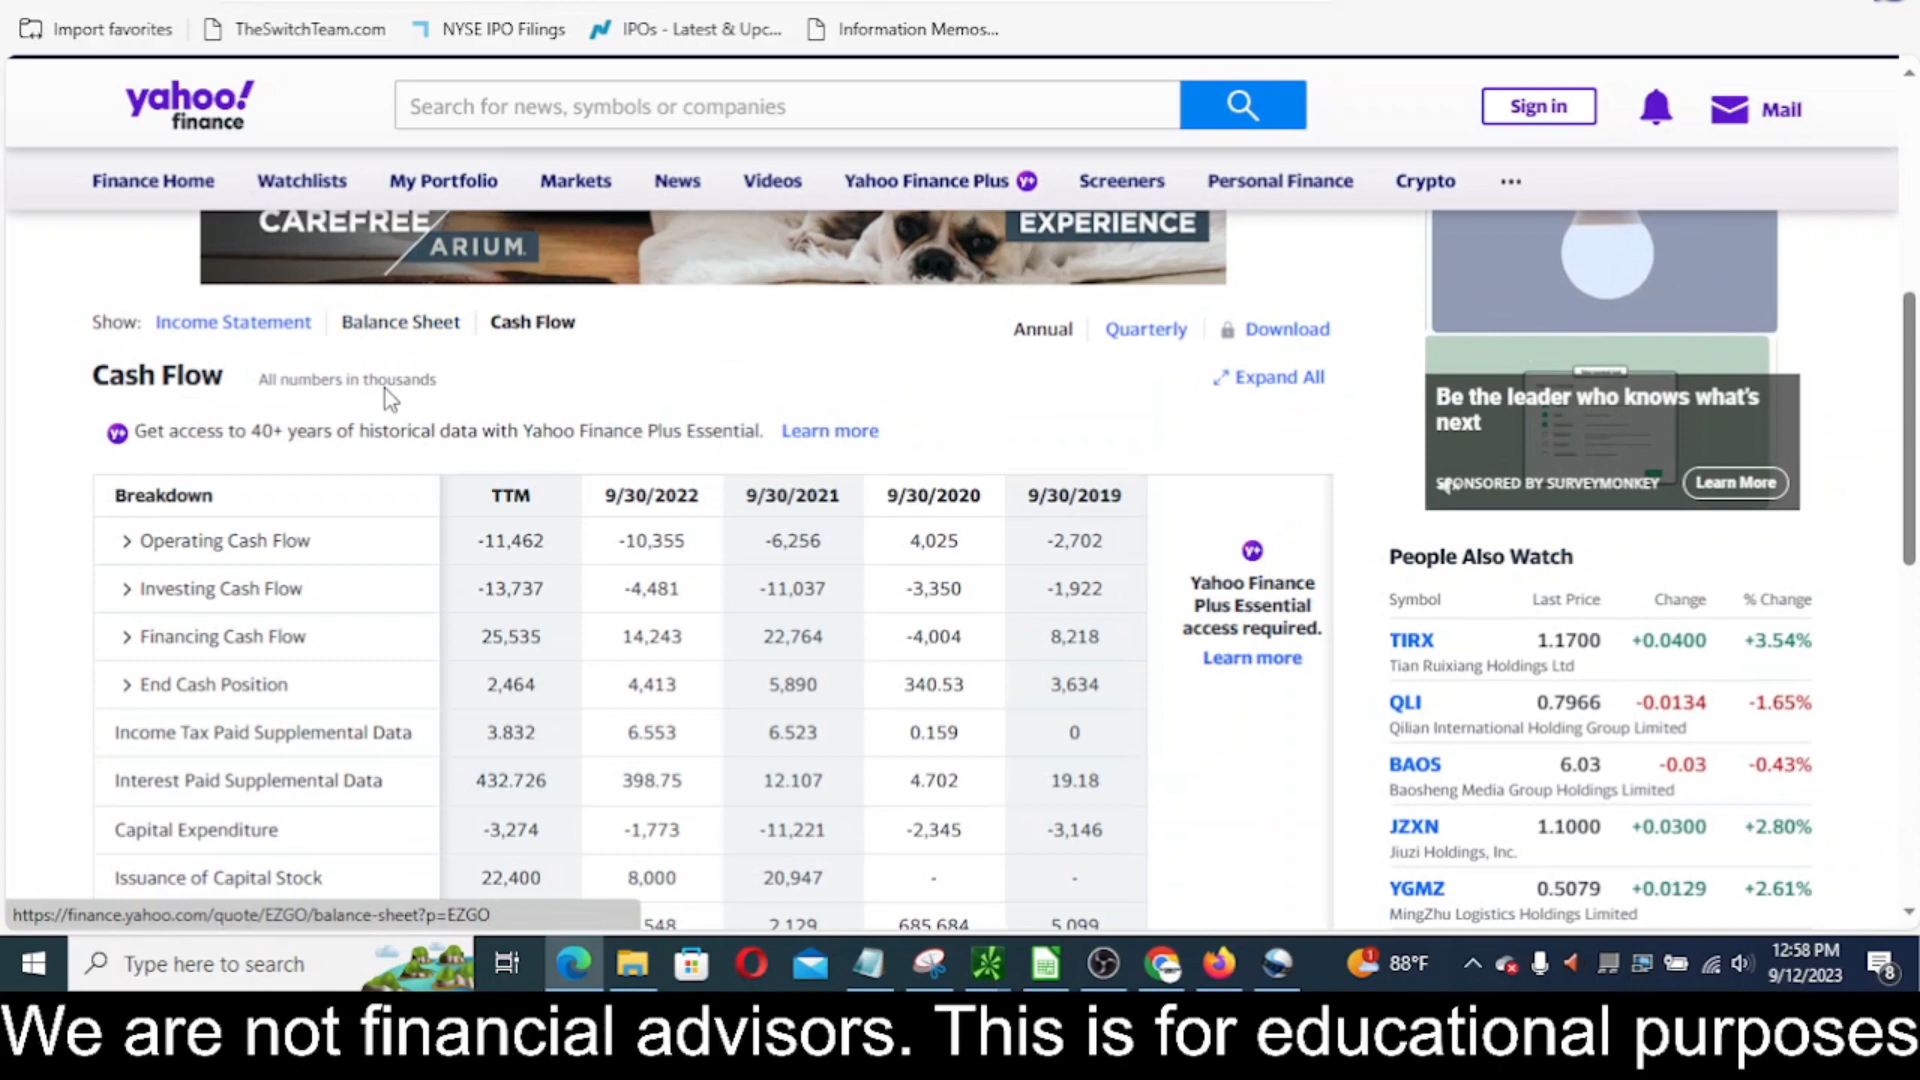 Import favorites TheSwitchTeam.com NYSE IPO Filings IPOs - Latest & Upc... Information Memos...
yahoo!
finance
Search for news, symbols or companies
Sign in
Mail
Finance Home Watchlists My Portfolio Markets News Videos Yahoo Finance Plus y+ Screeners Personal Finance Crypto ...
CAREFREE
ARIUM.
EXPERIENCE
Show: Income Statement Balance Sheet Cash Flow
Annual Quarterly Download
Cash Flow All numbers in thousands
Expand All
y+ Get access to 40+ years of historical data with Yahoo Finance Plus Essential. Learn more
Breakdown TTM 9/30/2022 9/30/2021 9/30/2020 9/30/2019
Operating Cash Flow -11,462 -10,355 -6,256 4,025 -2,702
Investing Cash Flow -13,737 -4,481 -11,037 -3,350 -1,922
Financing Cash Flow 25,535 14,243 22,764 -4,004 8,218
End Cash Position 2,464 4,413 5,890 340.53 3,634
Income Tax Paid Supplemental Data 3.832 6.553 6.523 0.159 0
Interest Paid Supplemental Data 432.726 398.75 12.107 4.702 19.18
Capital Expenditure -3,274 -1,773 -11,221 -2,345 -3,146
Issuance of Capital Stock 22,400 8,000 20,947 - -
548 2,129 685.684 5,099
y+
Yahoo Finance
Plus Essential
access required.
Learn more
Be the leader who knows what's
next
SPONSORED BY SURVEYMONKEY
Learn More
People Also Watch
Symbol Last Price Change % Change
TIRX 1.1700 +0.0400 +3.54%
Tian Ruixiang Holdings Ltd
QLI 0.7966 -0.0134 -1.65%
Qilian International Holding Group Limited
BAOS 6.03 -0.03 -0.43%
Baosheng Media Group Holdings Limited
JZXN 1.1000 +0.0300 +2.80%
Jiuzi Holdings, Inc.
YGMZ 0.5079 +0.0129 +2.61%
MingZhu Logistics Holdings Limited
https://finance.yahoo.com/quote/EZGO/balance-sheet?p=EZGO
Type here to search
1
88°F
12:58 PM
9/12/2023
8
We are not financial advisors. This is for educational purposes